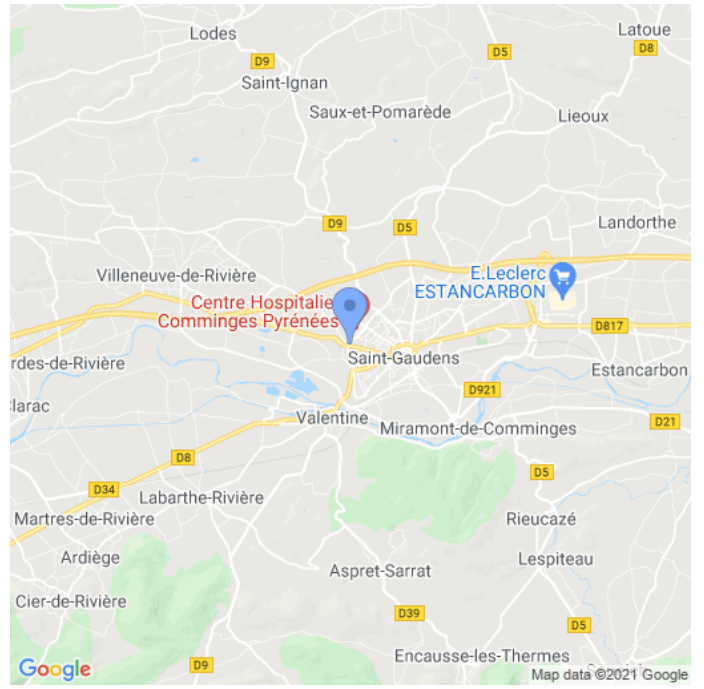 Lodes
Latoue
D8
D5
D9
Saint-Ignan
Saux-et-Pomarède
Lieoux
D9
D5
Landorthe
Villeneuve-de-Rivière
E.Leclerc
ESTANCARBON
Centre Hospitalie
Comminges Pyrénées
D817
Saint-Gaudens
rdes-de-Rivière
Estancarbon
D921
Clarac
Valentine
Miramont-de-Comminges
D21
D8
D5
D34
Labarthe-Rivière
Martres-de-Rivière
Rieucazé
Ardiège
Lespiteau
Aspret-Sarrat
Cier-de-Rivière
D39
D5
Encausse-les-Thermes
D9
Google
Map data ©2021 Google